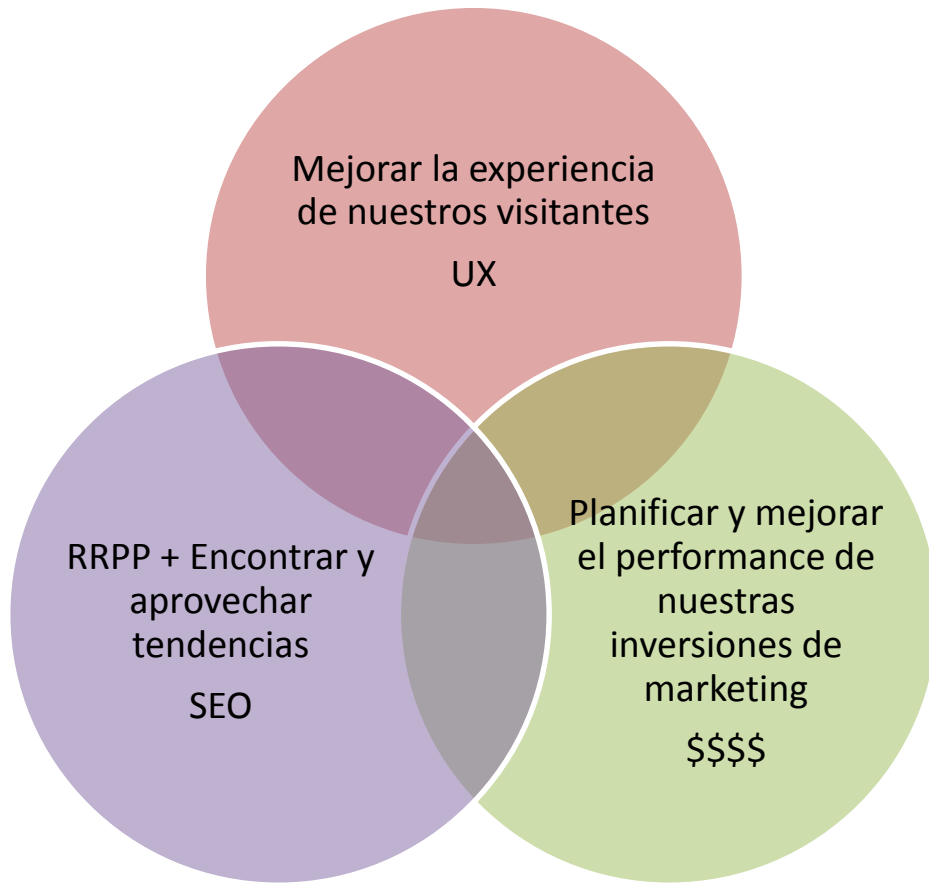 Mejorar la experiencia
de nuestros visitantes
UX
RRPP + Encontrar y
aprovechar
tendencias
SEO
Planificar y mejorar
el performance de
nuestras
inversiones de
marketing
$$$$